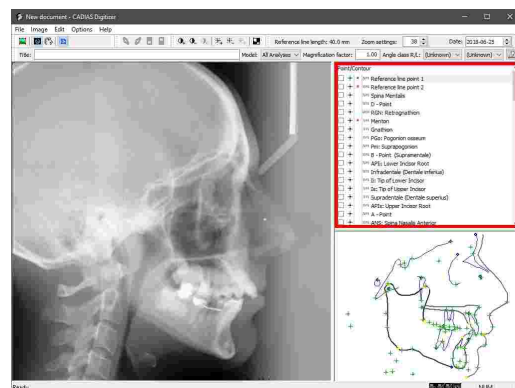 New document - CADIAS Digitizer
File Image Edit Options Help
Reference line length: 40.0 mm Zoom settings: 38 Date: 2018-06-25
Title: Model: All Analyses Magnification factor: 1.00 Angle class R/L: (Unknown) (Unknown)
Point/Contour
Reference line point 1
Reference line point 2
Spina Mentalis
D - Point
RGN: Retrognathion
Menton
Gnathion
PGo: Pogonion osseum
Pm: Suprapogonion
B - Point (Supramentale)
APIi: Lower Incisor Root
Infradentale (Dentale inferius)
Ii: Tip of Lower Incisor
Is: Tip of Upper Incisor
Supradentale (Dentale superius)
APIs: Upper Incisor Root
A - Point
ANS: Spina Nasalis Anterior
Ready
NUM